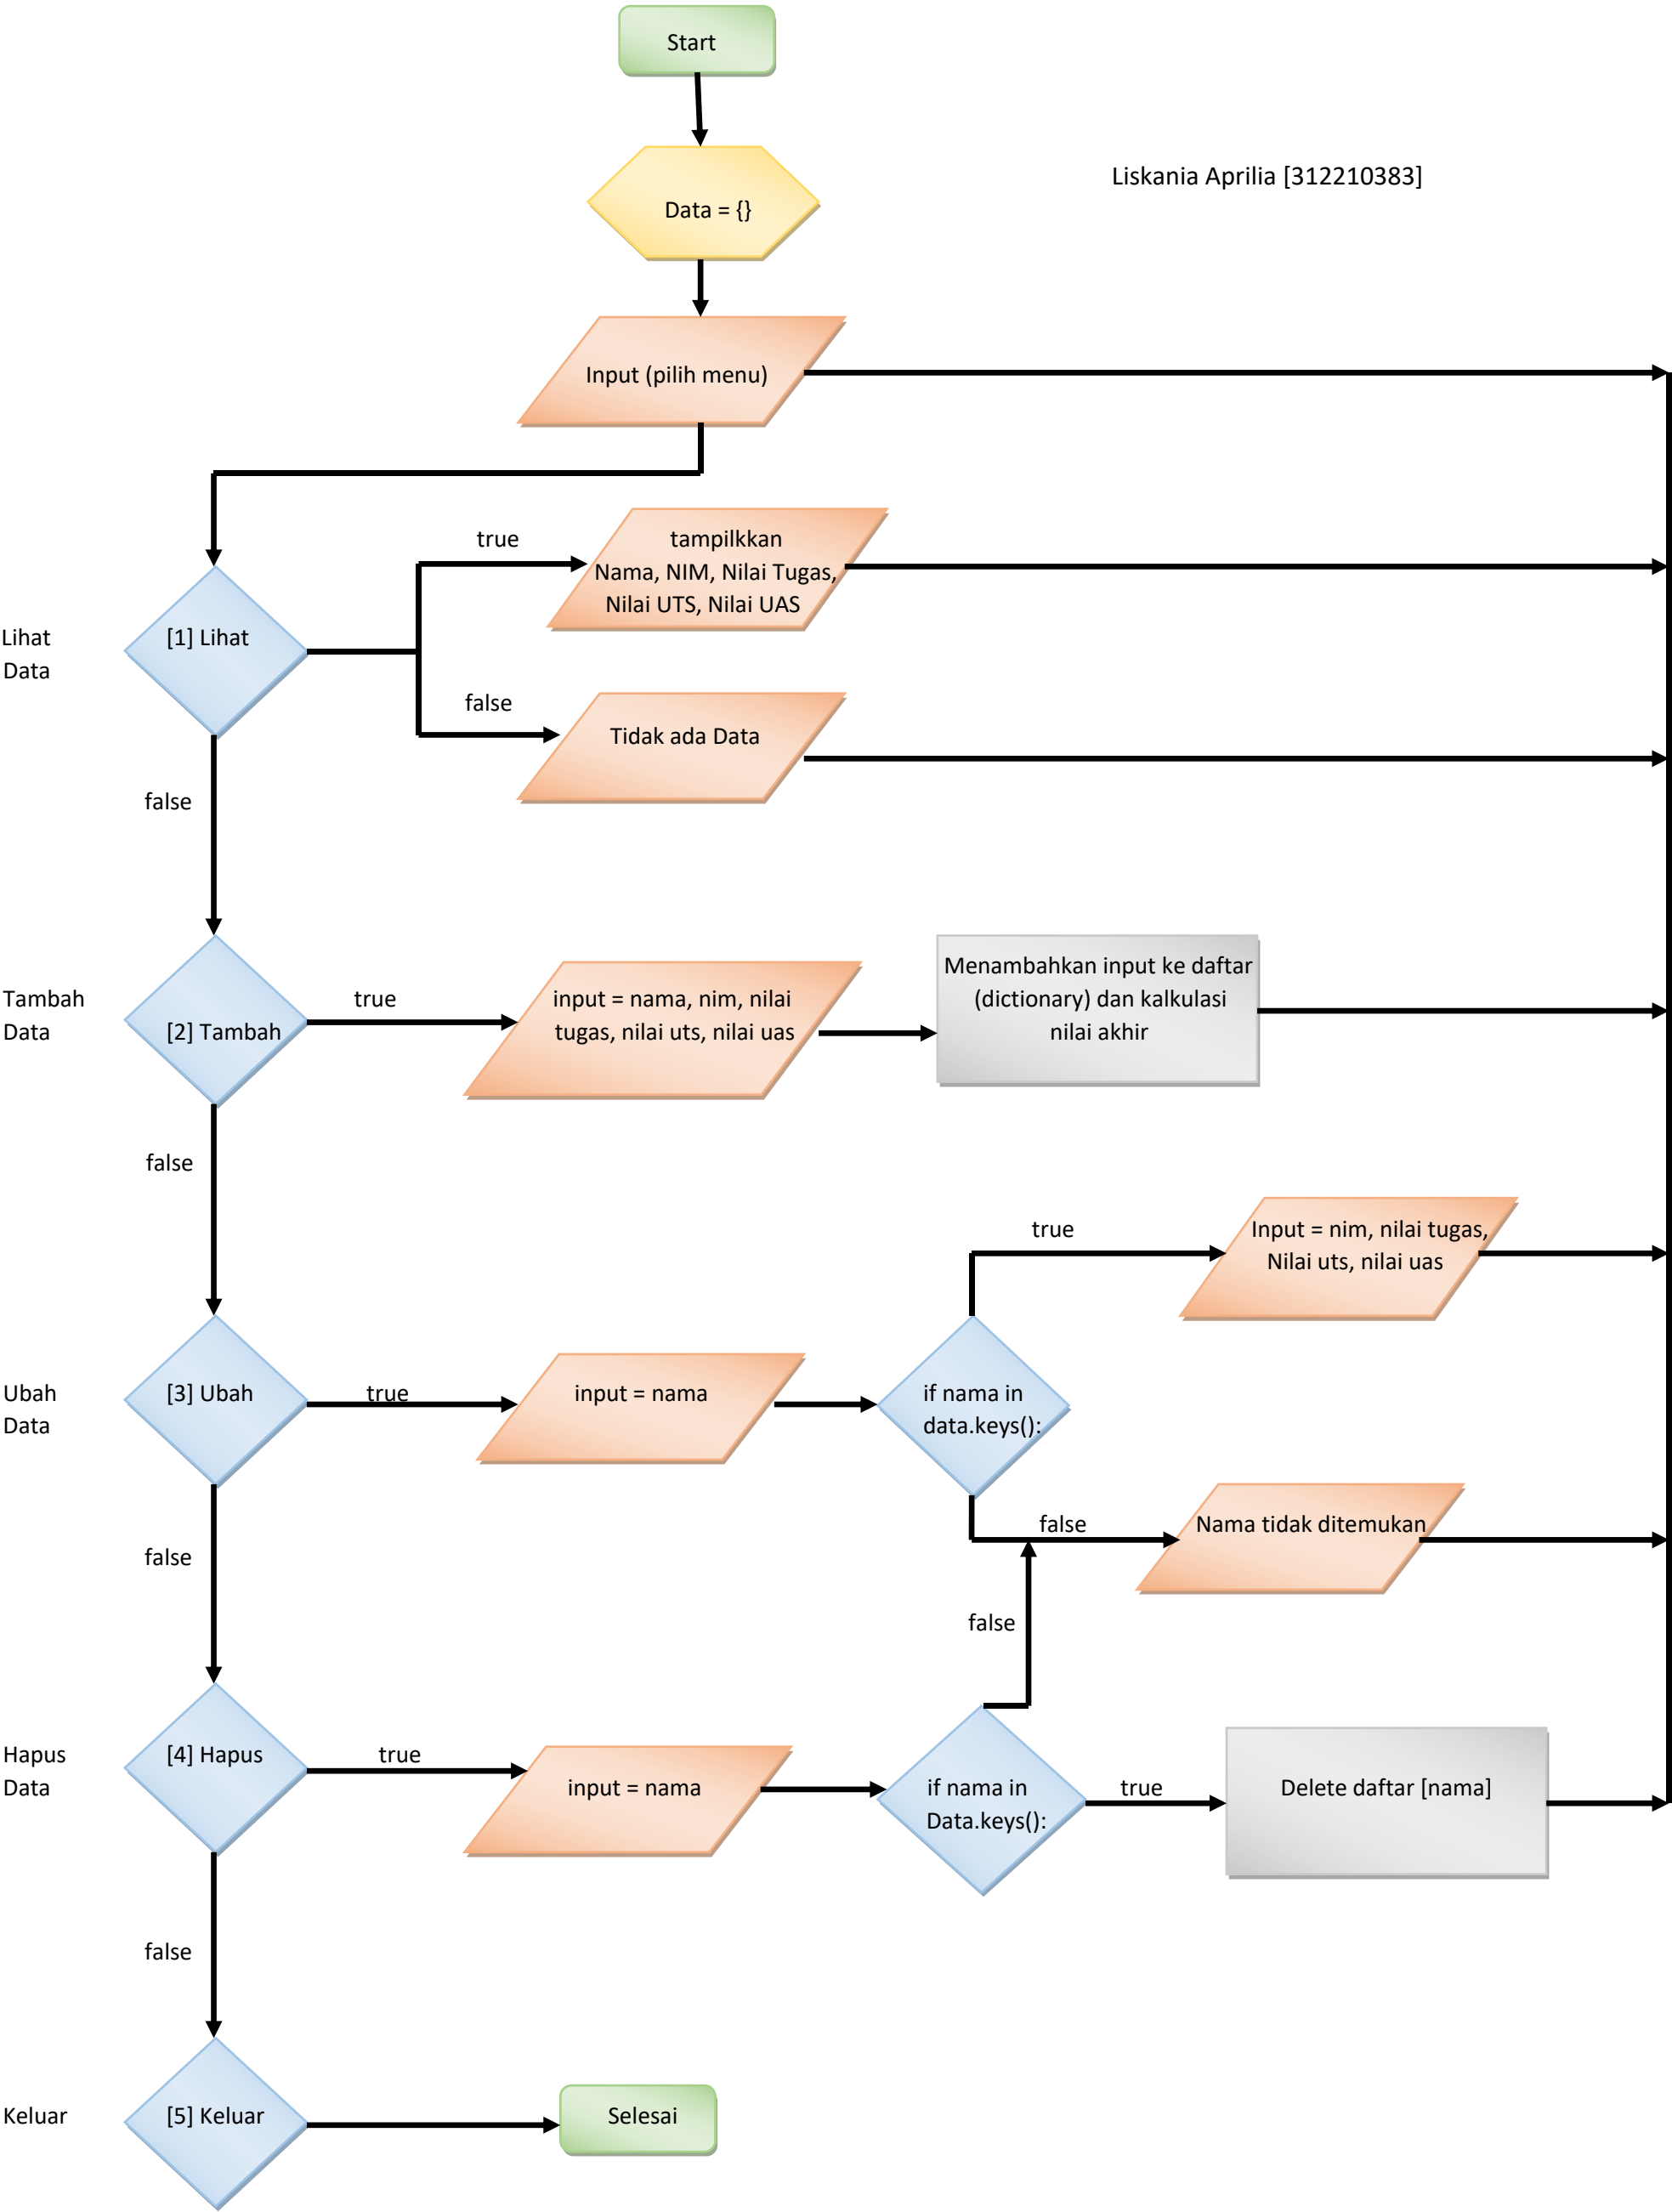 Start
Liskania Aprilia [312210383]
Data = {}
Input (pilih menu)
true
tampilkkan
Nama, NIM, Nilai Tugas,
Nilai UTS, Nilai UAS
Lihat
Data
[1] Lihat
false
Tidak ada Data
false
Tambah
Data
[2] Tambah
true
input = nama, nim, nilai
tugas, nilai uts, nilai uas
Menambahkan input ke daftar
(dictionary) dan kalkulasi
nilai akhir
false
true
Input = nim, nilai tugas,
Nilai uts, nilai uas
Ubah
Data
[3] Ubah
true
input = nama
if nama in
data.keys():
false
Nama tidak ditemukan
false
false
Hapus
Data
[4] Hapus
true
input = nama
if nama in
Data.keys():
true
Delete daftar [nama]
false
Keluar
[5] Keluar
Selesai